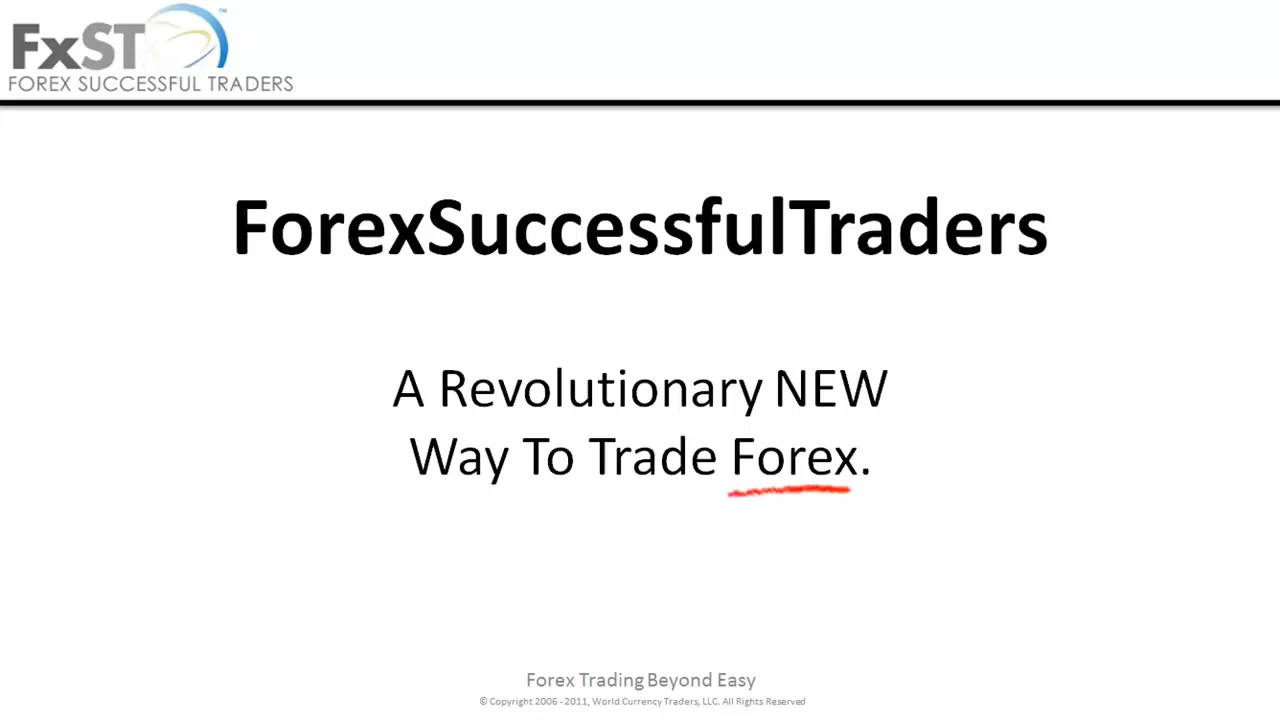 FxST™
FOREX SUCCESSFUL TRADERS
ForexSuccessfulTraders
A Revolutionary NEW
Way To Trade Forex.
Forex Trading Beyond Easy
© Copyright 2006 - 2011, World Currency Traders, LLC. All Rights Reserved